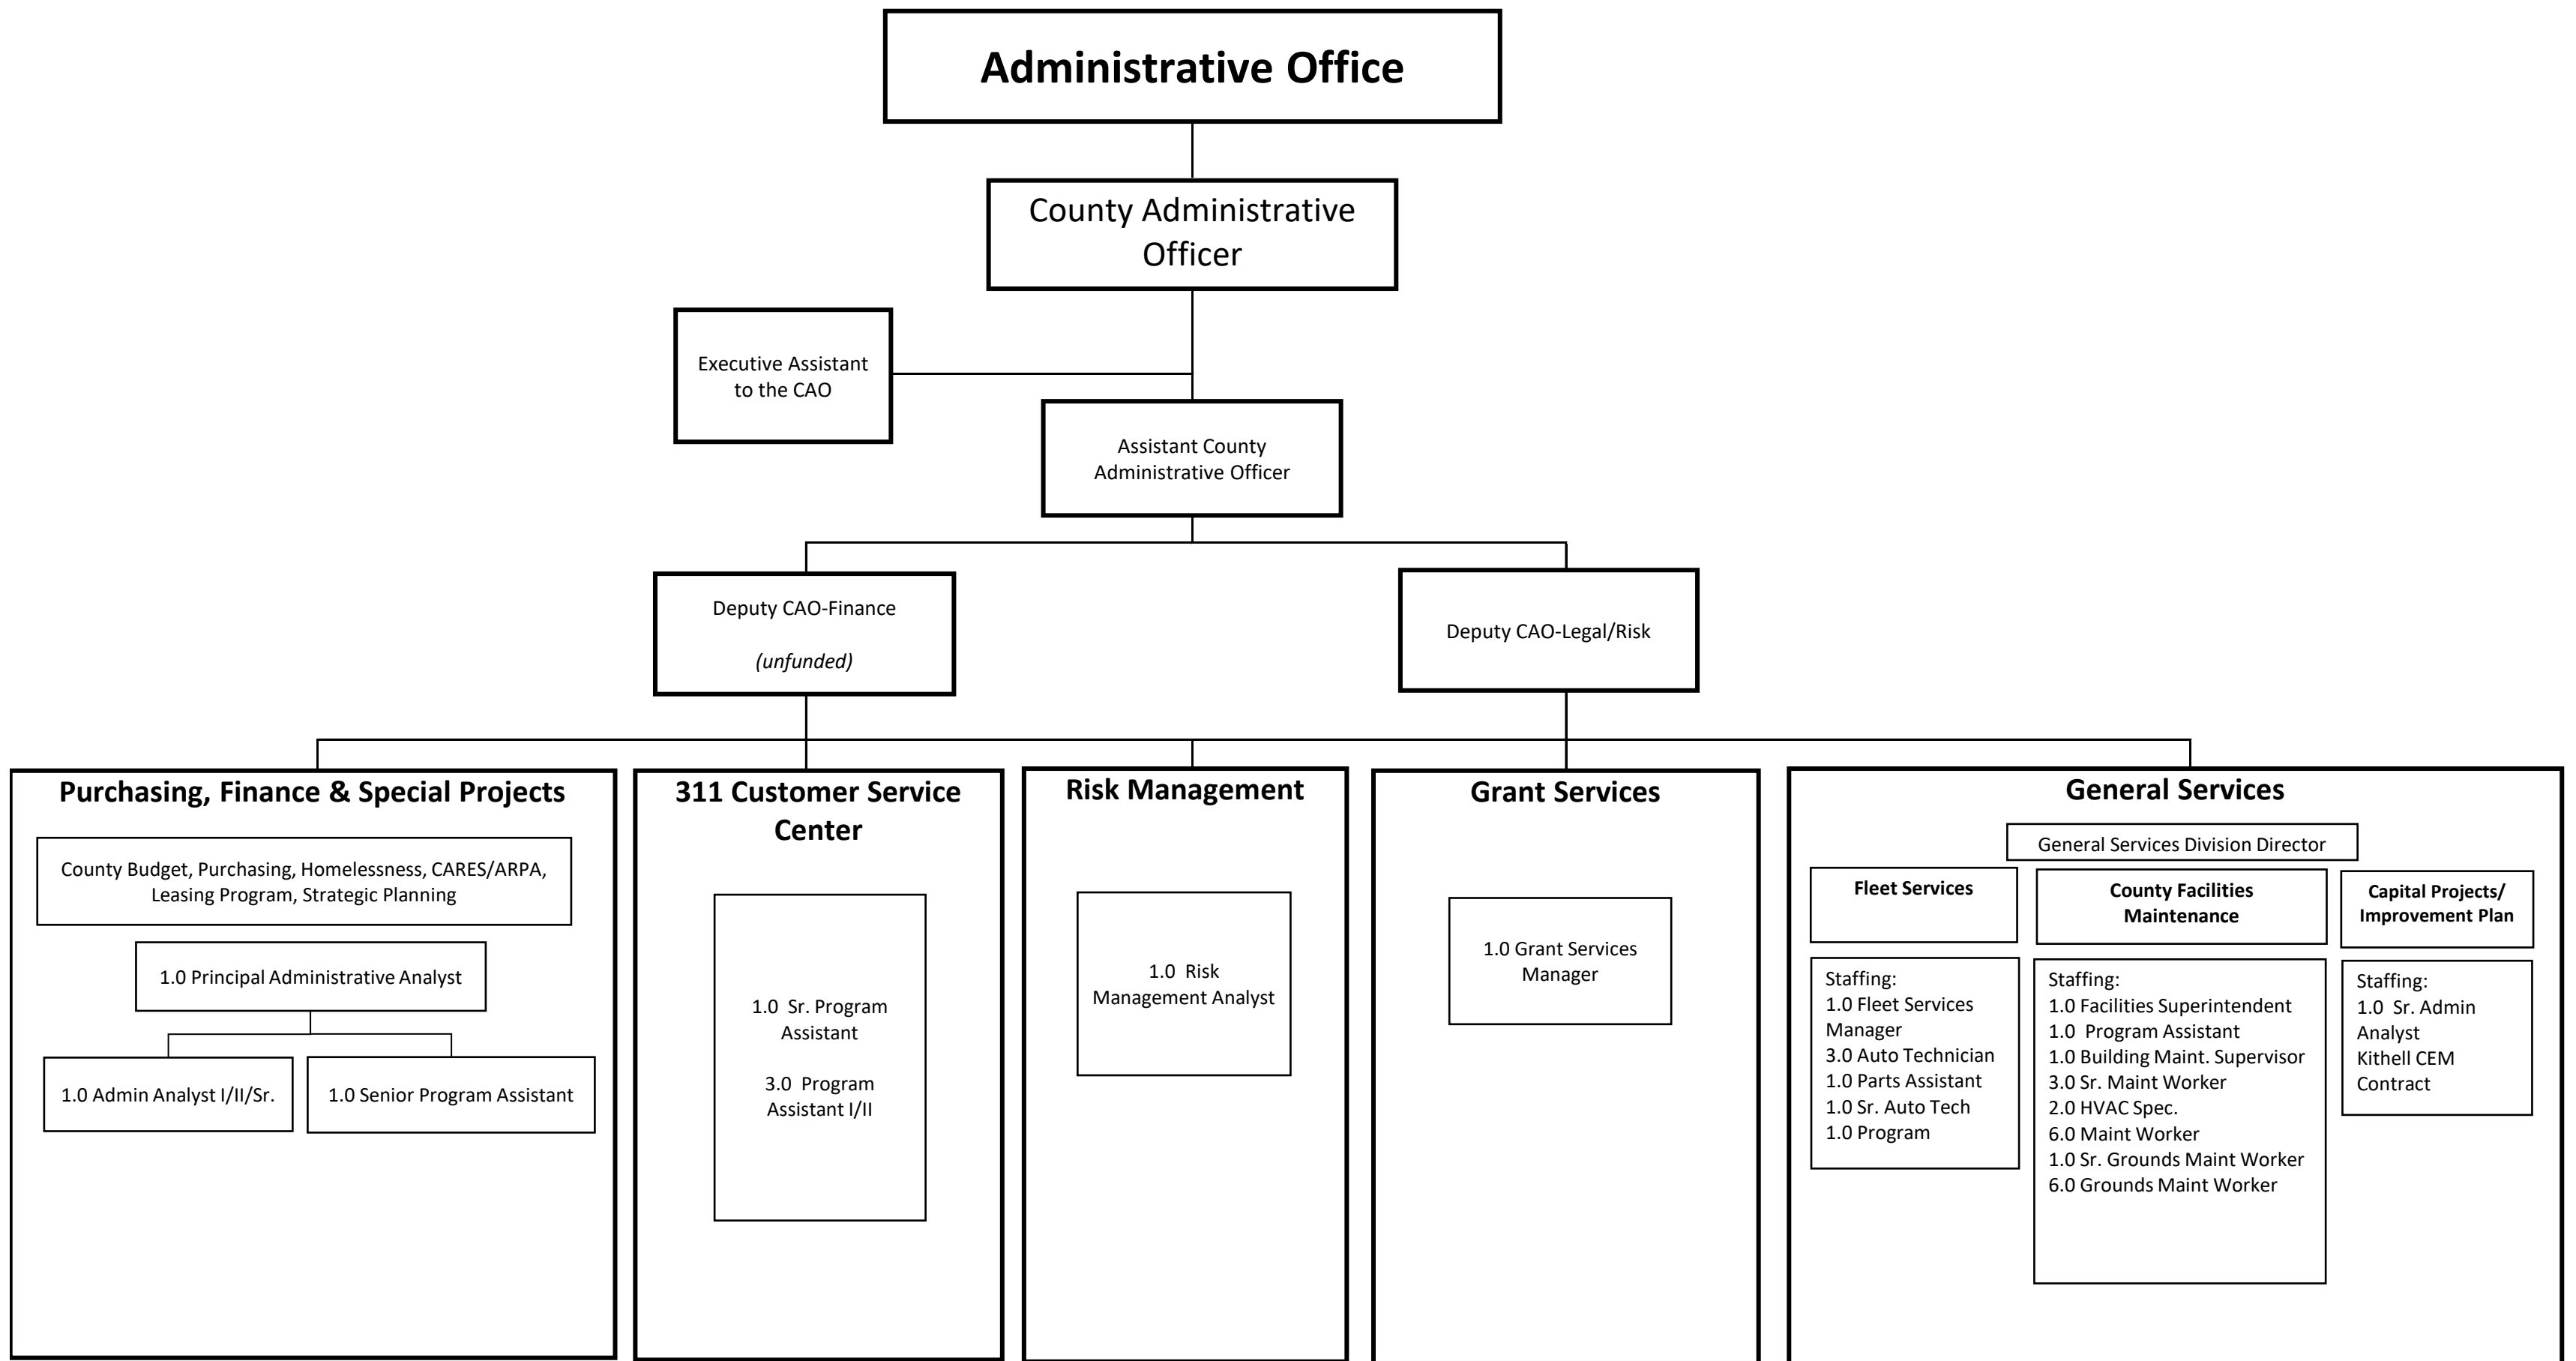 Administrative Office
County Administrative
Officer
Executive Assistant
to the CAO
Assistant County
Administrative Officer
Deputy CAO-Finance
(unfunded)
Deputy CAO-Legal/Risk
Purchasing, Finance & Special Projects
County Budget, Purchasing, Homelessness, CARES/ARPA,
Leasing Program, Strategic Planning
1.0 Principal Administrative Analyst
1.0 Admin Analyst I/II/Sr.
1.0 Senior Program Assistant
311 Customer Service
Center
1.0 Sr. Program
Assistant
3.0 Program
Assistant I/II
Risk Management
1.0 Risk
Management Analyst
Grant Services
1.0 Grant Services
Manager
General Services
General Services Division Director
Fleet Services
Staffing:
1.0 Fleet Services
Manager
3.0 Auto Technician
1.0 Parts Assistant
1.0 Sr. Auto Tech
1.0 Program
County Facilities
Maintenance
Staffing:
1.0 Facilities Superintendent
1.0 Program Assistant
1.0 Building Maint. Supervisor
3.0 Sr. Maint Worker
2.0 HVAC Spec.
6.0 Maint Worker
1.0 Sr. Grounds Maint Worker
6.0 Grounds Maint Worker
Capital Projects/
Improvement Plan
Staffing:
1.0 Sr. Admin
Analyst
Kithell CEM
Contract